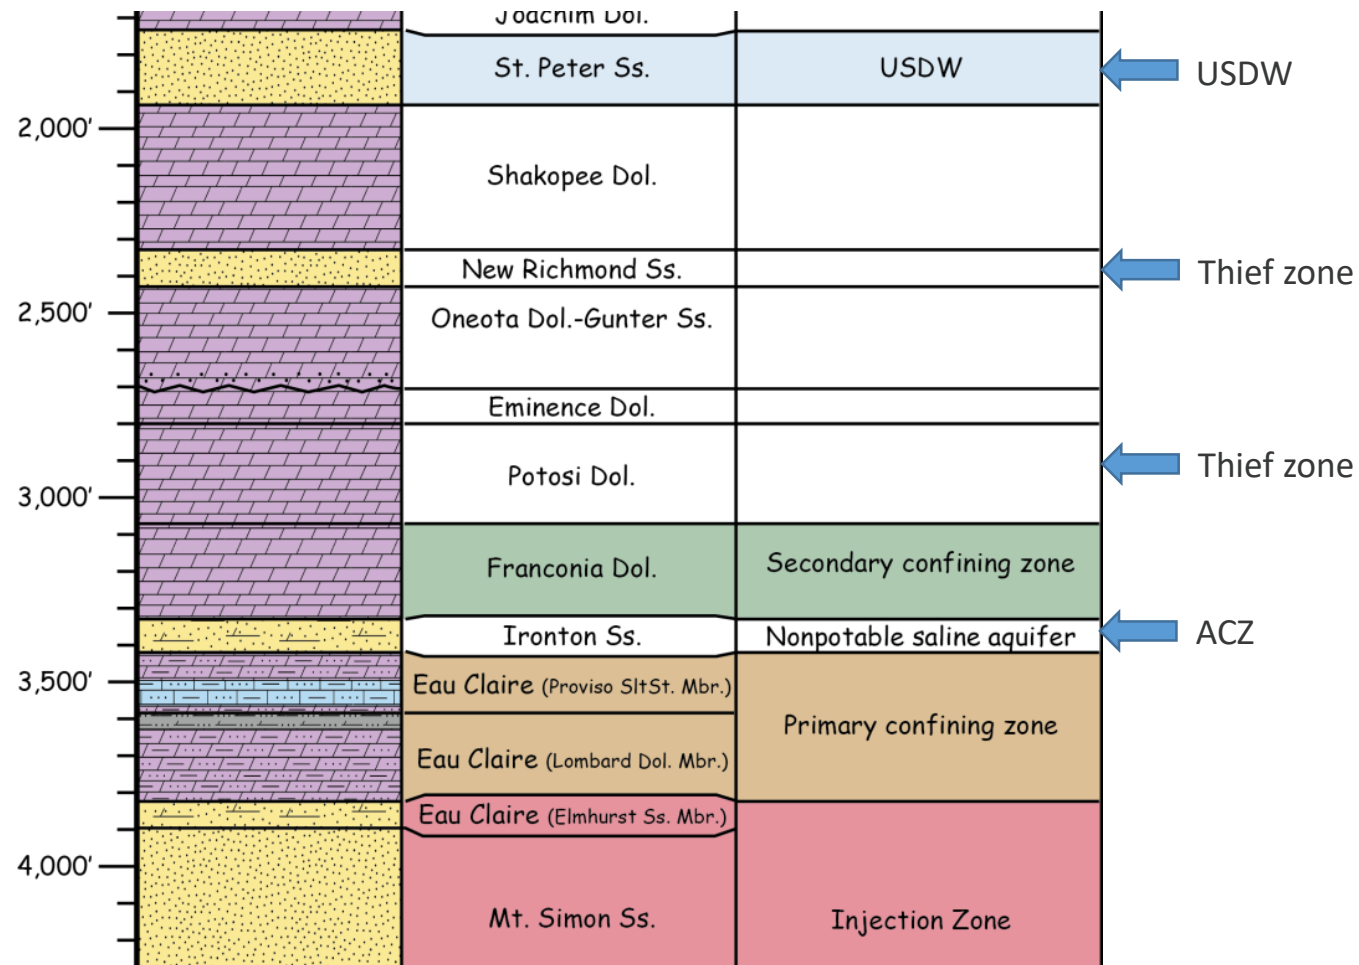 Joachim Dol.
St. Peter Ss.
USDW
USDW
2,000’
Shakopee Dol.
New Richmond Ss.
Thief zone
2,500’
Oneota Dol.-Gunter Ss.
Eminence Dol.
Potosi Dol.
Thief zone
3,000’
Franconia Dol.
Secondary confining zone
Ironton Ss.
Nonpotable saline aquifer
ACZ
3,500’
Eau Claire (Proviso SltSt. Mbr.)
Primary confining zone
Eau Claire (Lombard Dol. Mbr.)
Eau Claire (Elmhurst Ss. Mbr.)
4,000’
Mt. Simon Ss.
Injection Zone